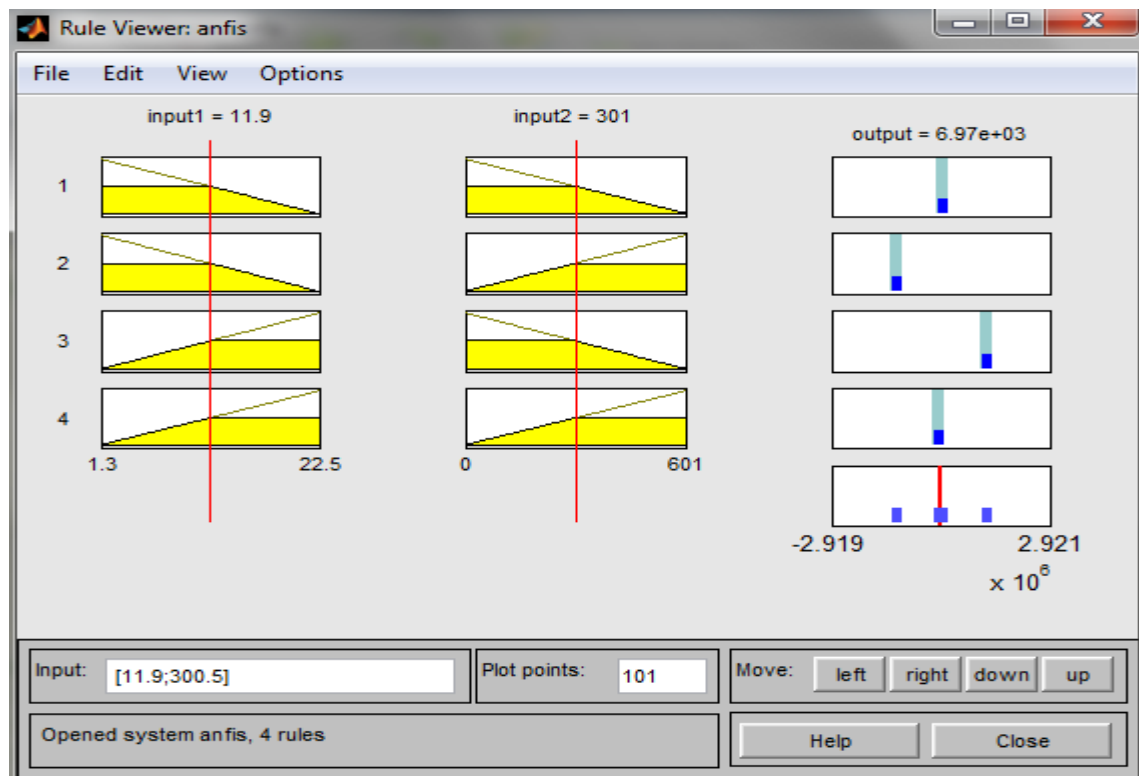 Rule Viewer: anfis
File Edit View Options
input1 = 11.9 input2 = 301 output = 6.97e+03
1
2
3
4
1.3 22.5 0 601
-2.919 2.921
x 10^6
Input: [11.9;300.5] Plot points: 101 Move: left right down up
Opened system anfis, 4 rules Help Close